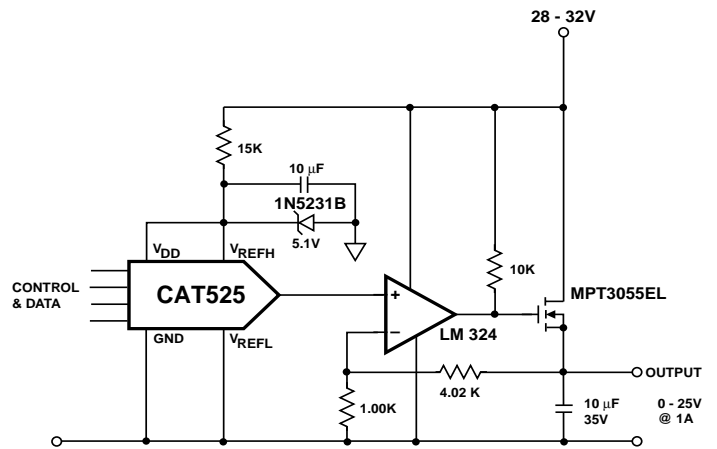 28 - 32V
15K
10 µF
1N5231B
5.1V
VDD
VREFH
CONTROL
& DATA
CAT525
+
–
10K
MPT3055EL
LM 324
GND
VREFL
4.02 K
OUTPUT
1.00K
10 µF
35V
0 - 25V
@ 1A